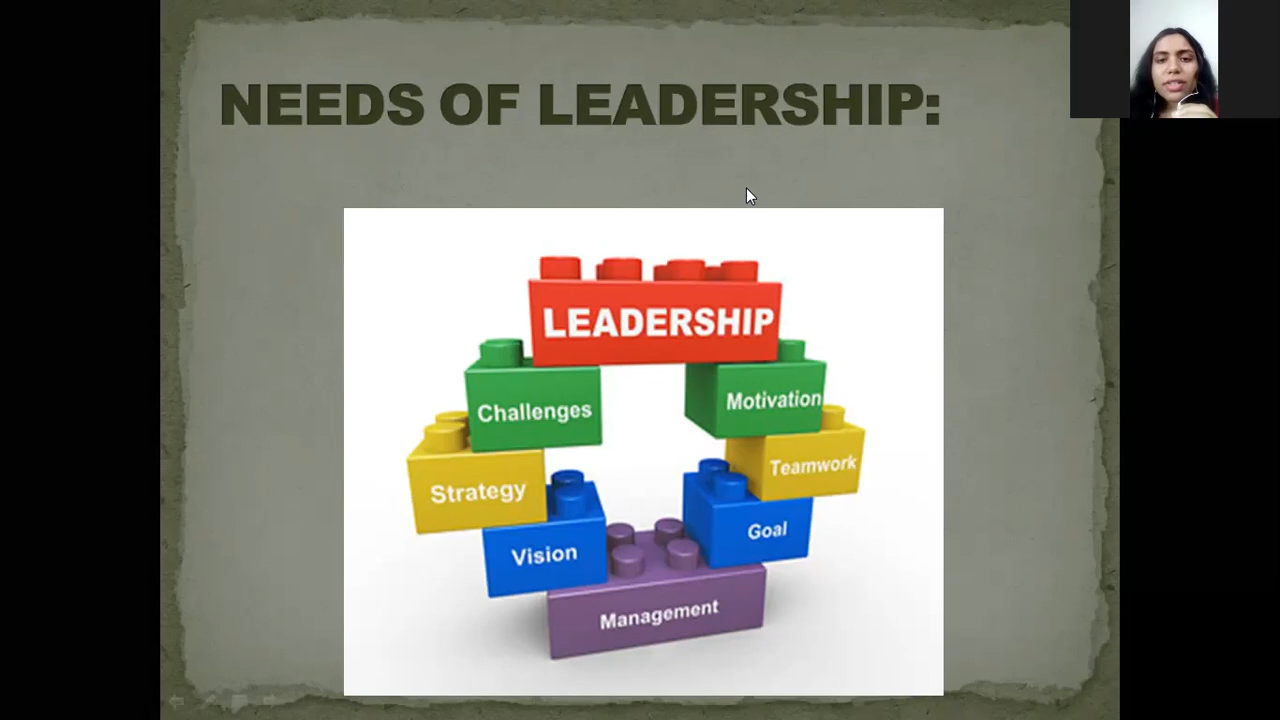 NEEDS OF LEADERSHIP:
LEADERSHIP
Challenges
Motivation
Strategy
Teamwork
Vision
Goal
Management